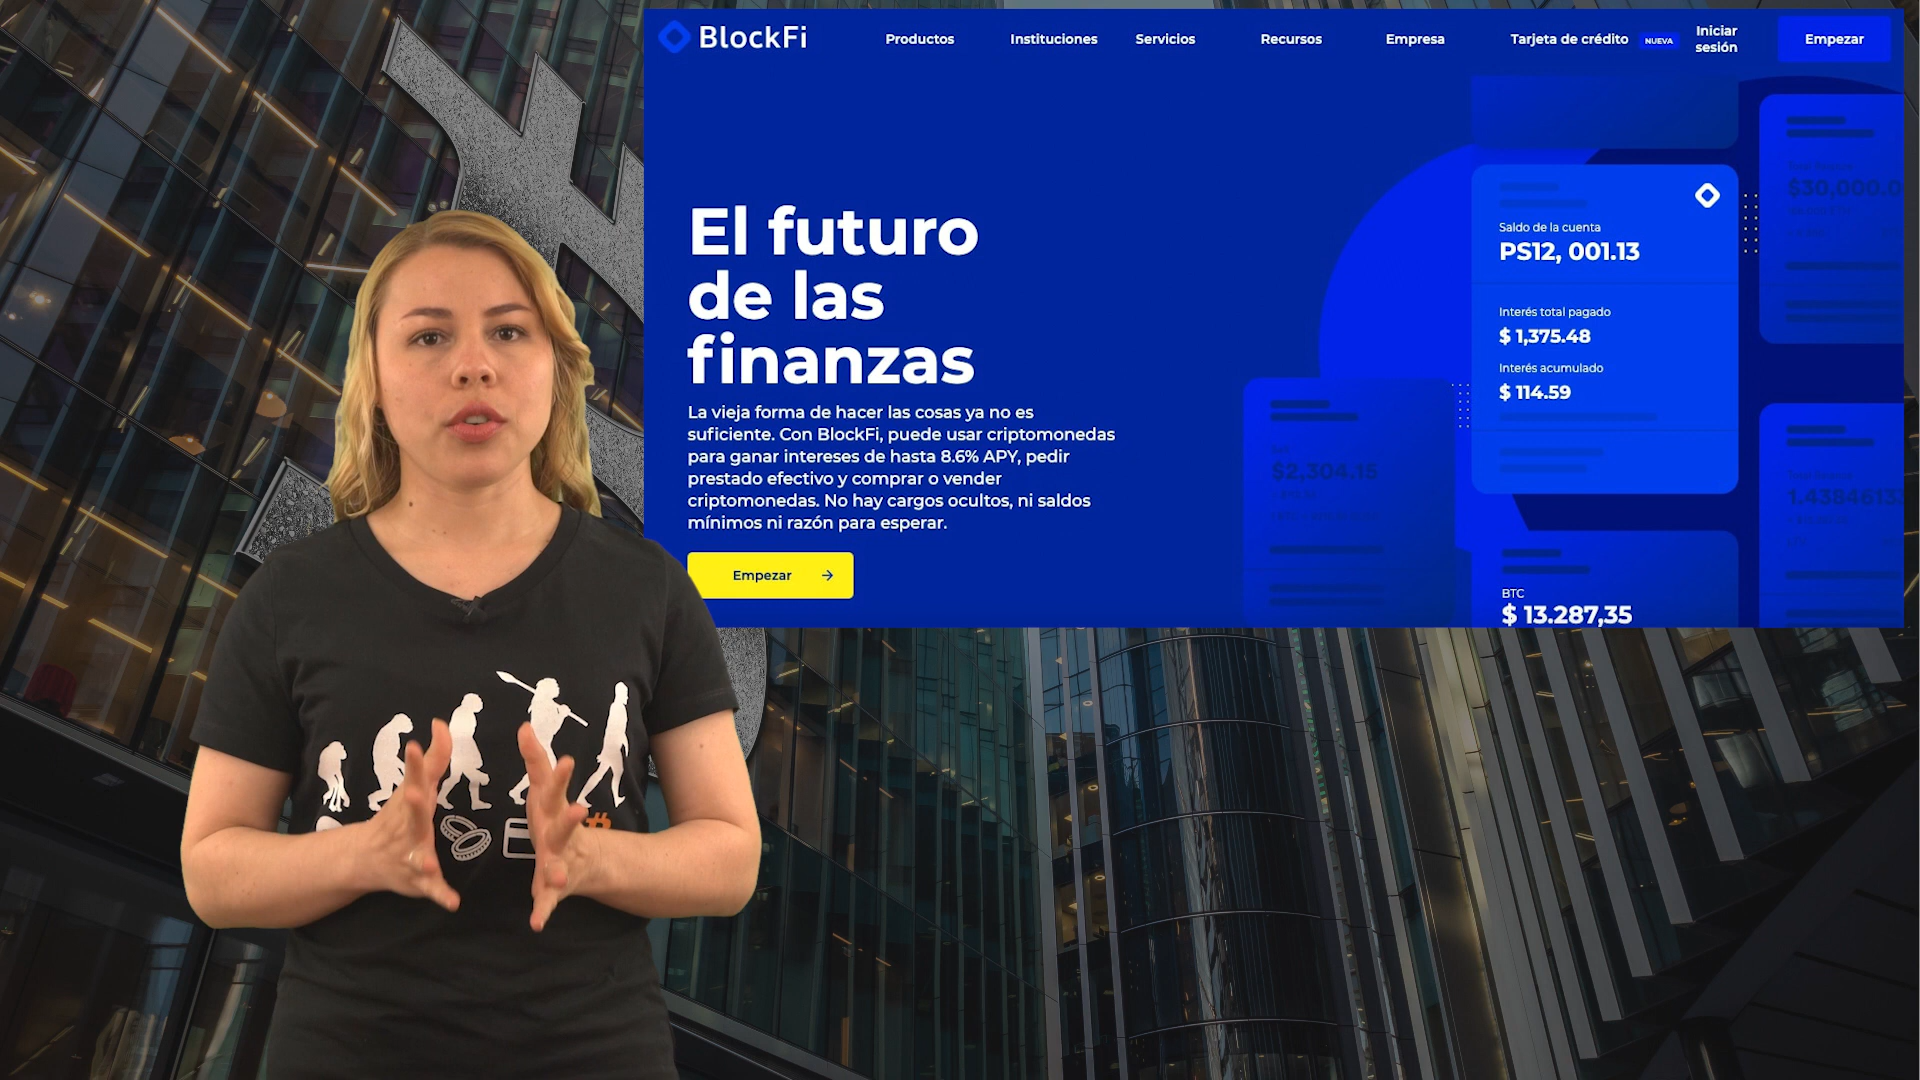 BlockFi
Productos
Instituciones
Servicios
Recursos
Empresa
Tarjeta de crédito
NUEVA
Iniciar
sesión
Empezar
El futuro
de las
finanzas
La vieja forma de hacer las cosas ya no es
suficiente. Con BlockFi, puede usar criptomonedas
para ganar intereses de hasta 8.6% APY, pedir
prestado efectivo y comprar o vender
criptomonedas. No hay cargos ocultos, ni saldos
mínimos ni razón para esperar.
Empezar
Saldo de la cuenta
PS12, 001.13
Interés total pagado
$ 1,375.48
Interés acumulado
$ 114.59
$2,304.15
BTC
$ 13.287,35